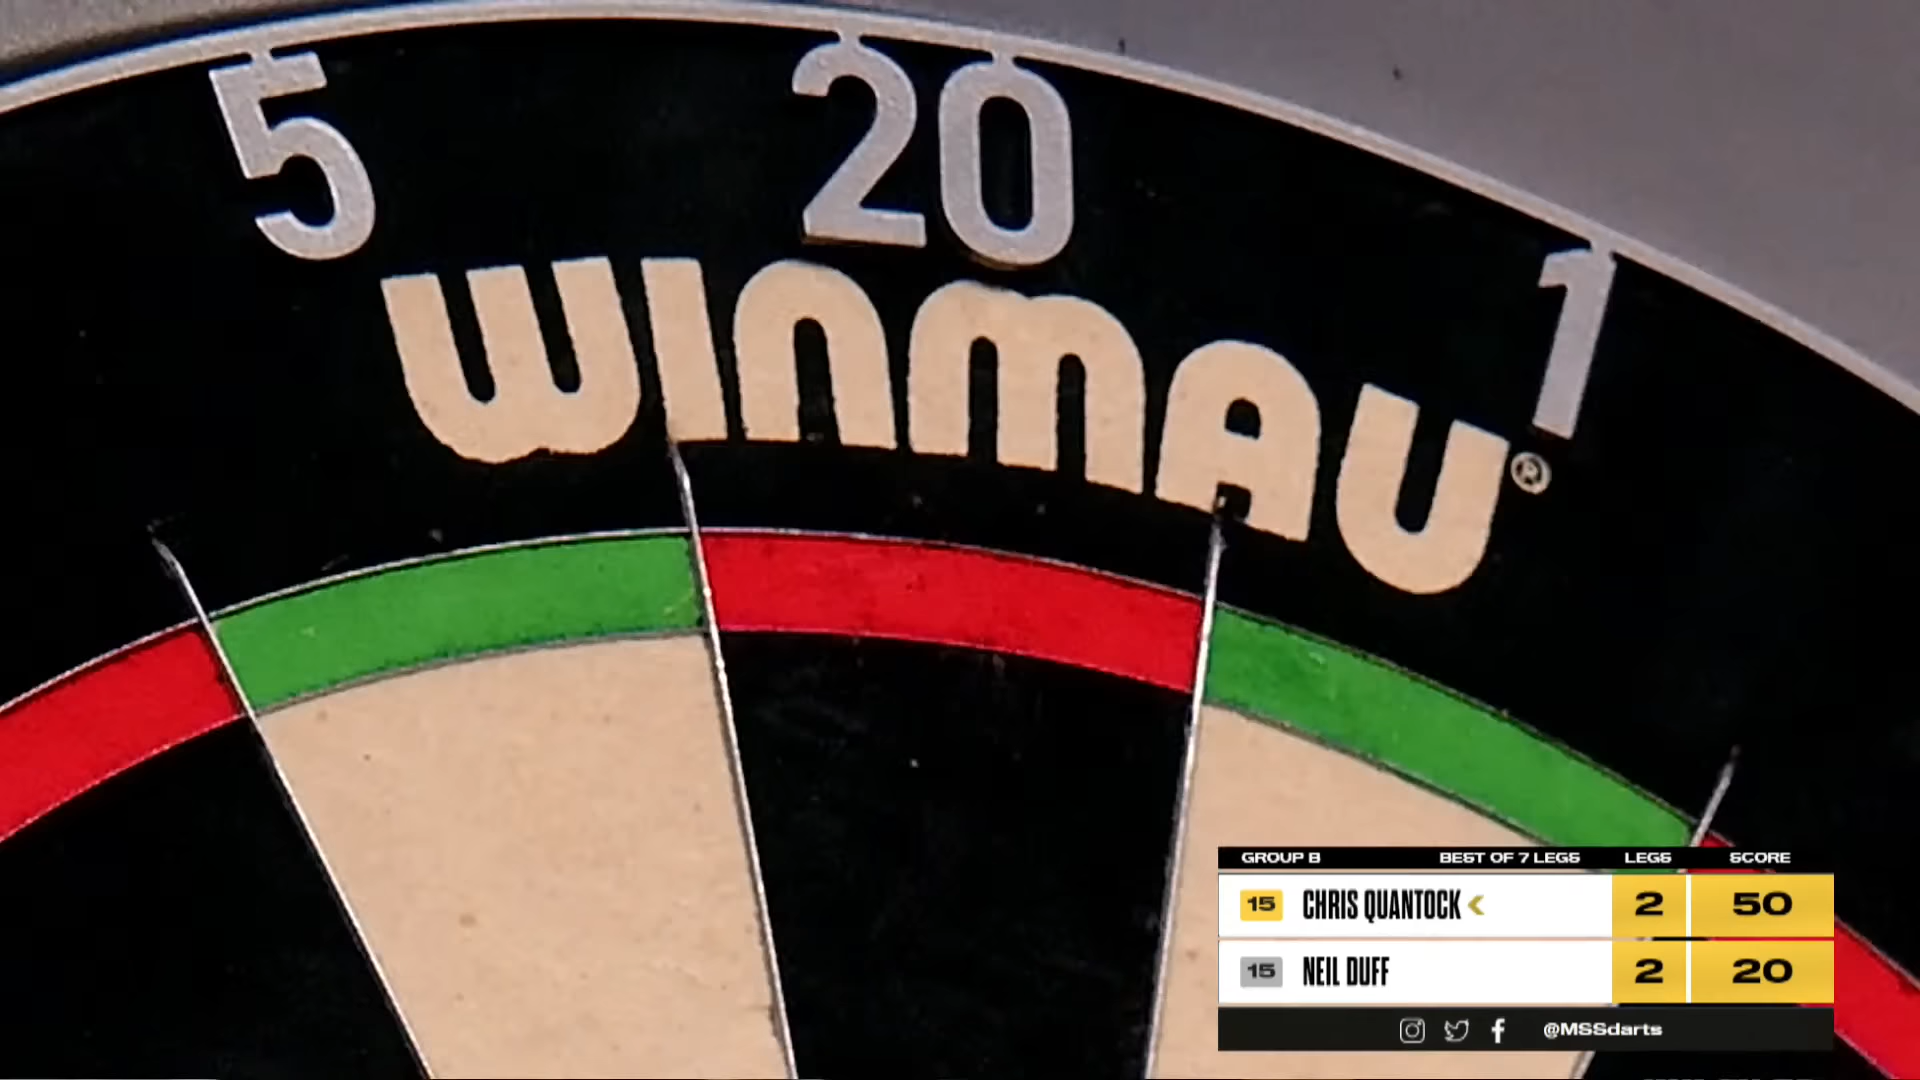 5 20 1
WINMAU®
GROUP B BEST OF 7 LEGS LEGS SCORE
15 CHRIS QUANTOCK 2 50
15 NEIL DUFF 2 20
@MSSdarts